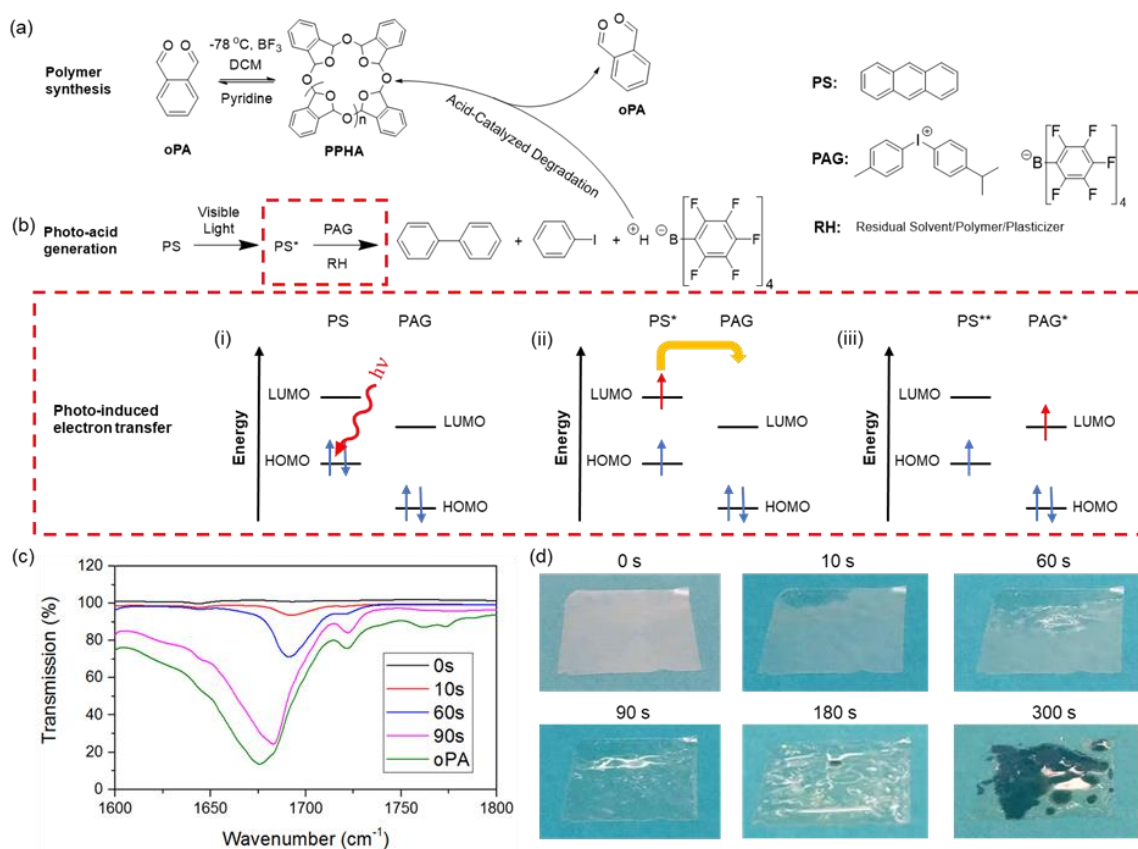 (a)
Polymer
synthesis
oPA
-78 °C, BF₃
DCM
Pyridine
O
O
O
O
O
O
O
O
O
O
O
O
O
O
n
PPHA
oPA
Acid-Catalyzed Degradation
PS:
PAG:
I⊕
⊖
B
F
F
F
F
F
4
RH: Residual Solvent/Polymer/Plasticizer
(b)
Photo-acid
generation
PS
Visible
Light
PS*
PAG
RH
+
I
+
⊕
H
⊖
B
F
F
F
F
F
4
Photo-induced
electron transfer
(i)
PS PAG
Energy
LUMO
HOMO
hν
LUMO
HOMO
(ii)
PS* PAG
Energy
LUMO
HOMO
LUMO
HOMO
(iii)
PS** PAG*
Energy
LUMO
HOMO
LUMO
HOMO
(c)
Transmission (%)
120
100
80
60
40
20
0
0s
10s
60s
90s
oPA
1600 1650 1700 1750 1800
Wavenumber (cm⁻¹)
(d)
0 s 10 s 60 s
90 s 180 s 300 s